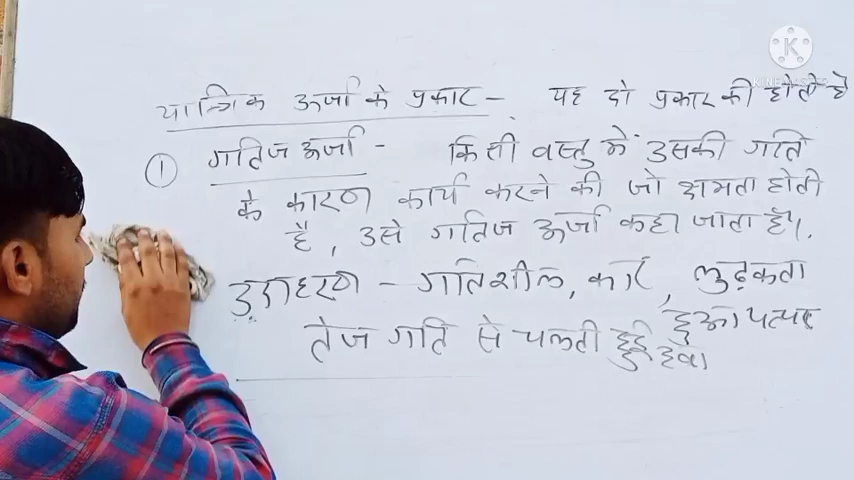 यान्त्रिक ऊर्जा के प्रकार - यह दो प्रकार की होती है
① गतिज ऊर्जा - किसी वस्तु में उसकी गति
के कारण कार्य करने की जो क्षमता होती
है, उसे गतिज ऊर्जा कहा जाता है।
उदाहरण - गतिशील, कार, लुढ़कता
हुआ पत्थर
तेज गति से चलती हुई हवा
KINEMASTER